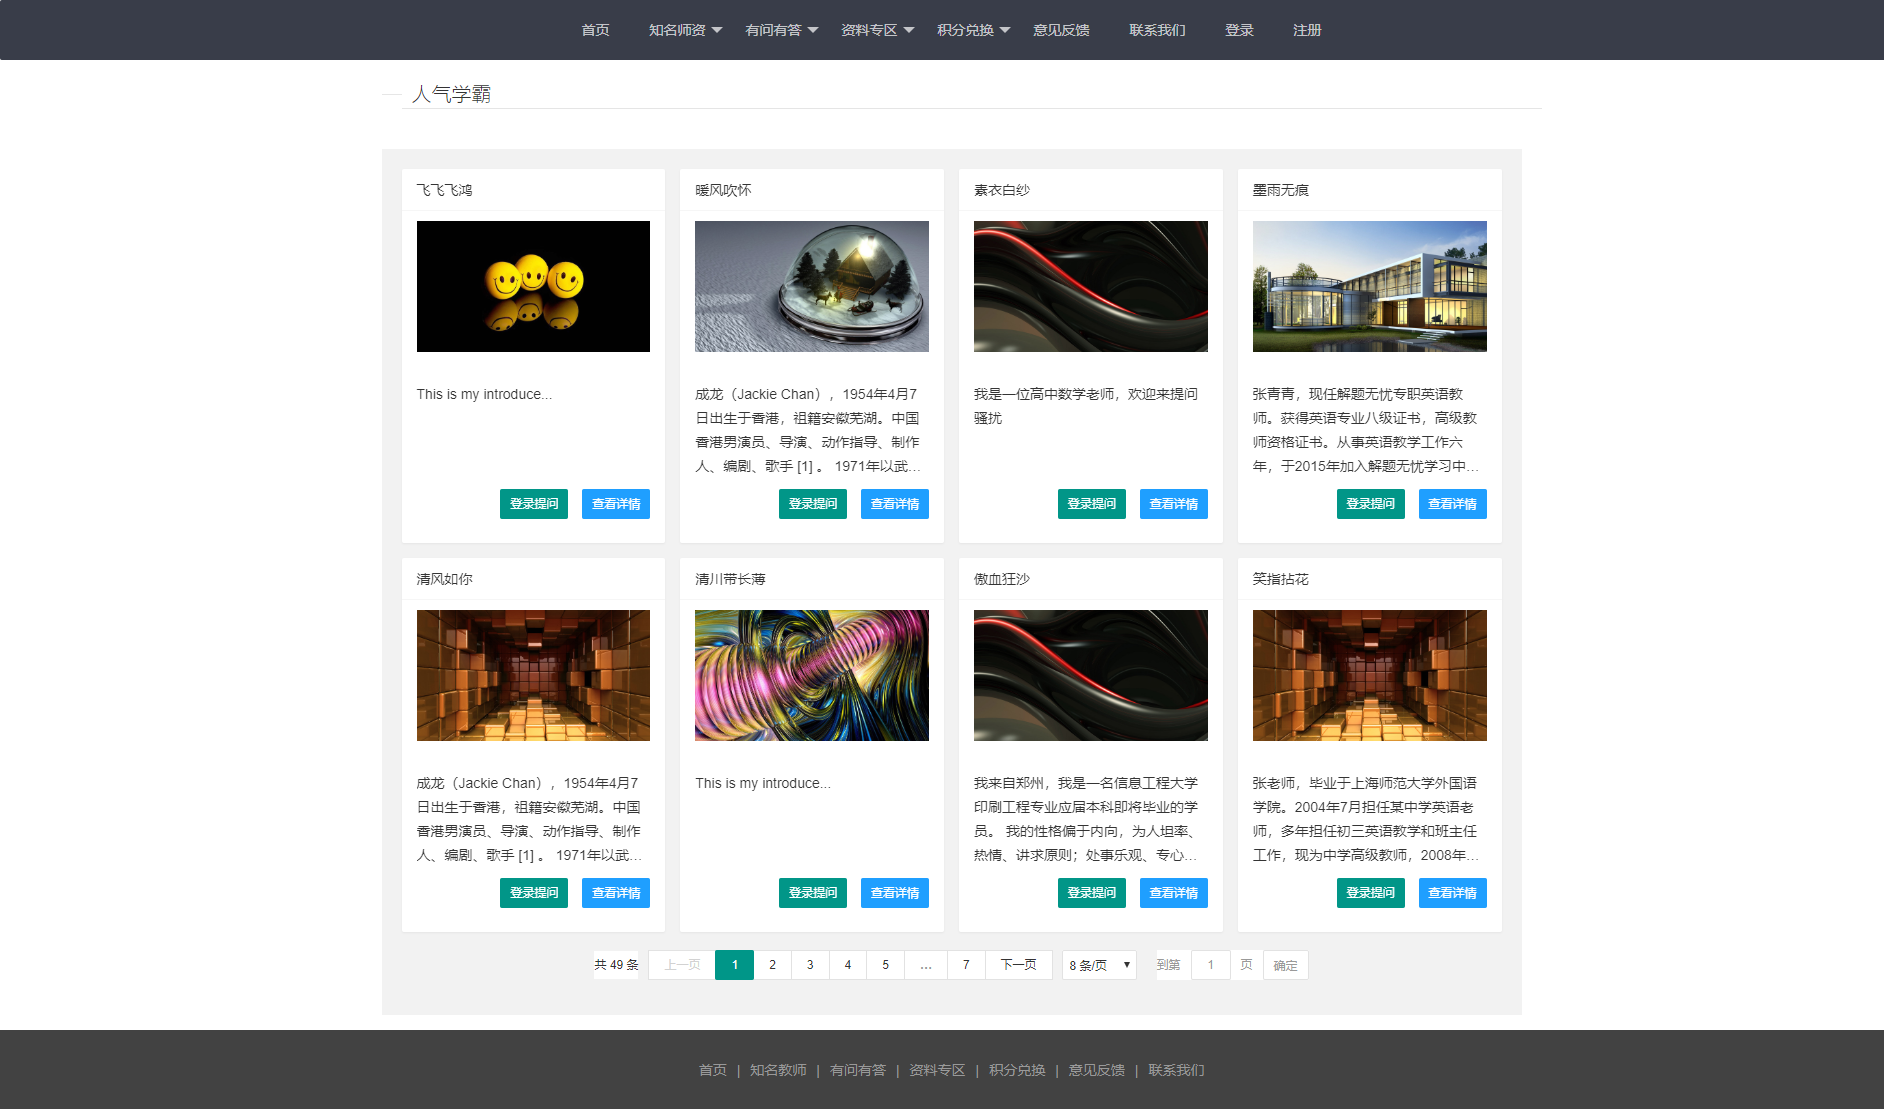 首页 知名师资 有问有答 资料专区 积分兑换 意见反馈 联系我们 登录 注册
人气学霸
飞飞飞鸿
This is my introduce...
登录提问 查看详情
暖风吹怀
成龙（Jackie Chan），1954年4月7
日出生于香港，祖籍安徽芜湖。中国
香港男演员、导演、动作指导、制作
人、编剧、歌手 [1] 。 1971年以武...
登录提问 查看详情
素衣白纱
我是一位高中数学老师，欢迎来提问
骚扰
登录提问 查看详情
墨雨无痕
张青青，现任解题无忧专职英语教
师。获得英语专业八级证书，高级教
师资格证书。从事英语教学工作六
年，于2015年加入解题无忧学习中...
登录提问 查看详情
清风如你
成龙（Jackie Chan），1954年4月7
日出生于香港，祖籍安徽芜湖。中国
香港男演员、导演、动作指导、制作
人、编剧、歌手 [1] 。 1971年以武...
登录提问 查看详情
清川带长薄
This is my introduce...
登录提问 查看详情
傲血狂沙
我来自郑州，我是一名信息工程大学
印刷工程专业应届本科即将毕业的学
员。 我的性格偏于内向，为人坦率、
热情、讲求原则；处事乐观、专心...
登录提问 查看详情
笑指拈花
张老师，毕业于上海师范大学外国语
学院。2004年7月担任某中学英语老
师，多年担任初三英语教学和班主任
工作，现为中学高级教师，2008年...
登录提问 查看详情
共 49 条 上一页 1 2 3 4 5 … 7 下一页 8 条/页 到第 1 页 确定
首页 | 知名教师 | 有问有答 | 资料专区 | 积分兑换 | 意见反馈 | 联系我们